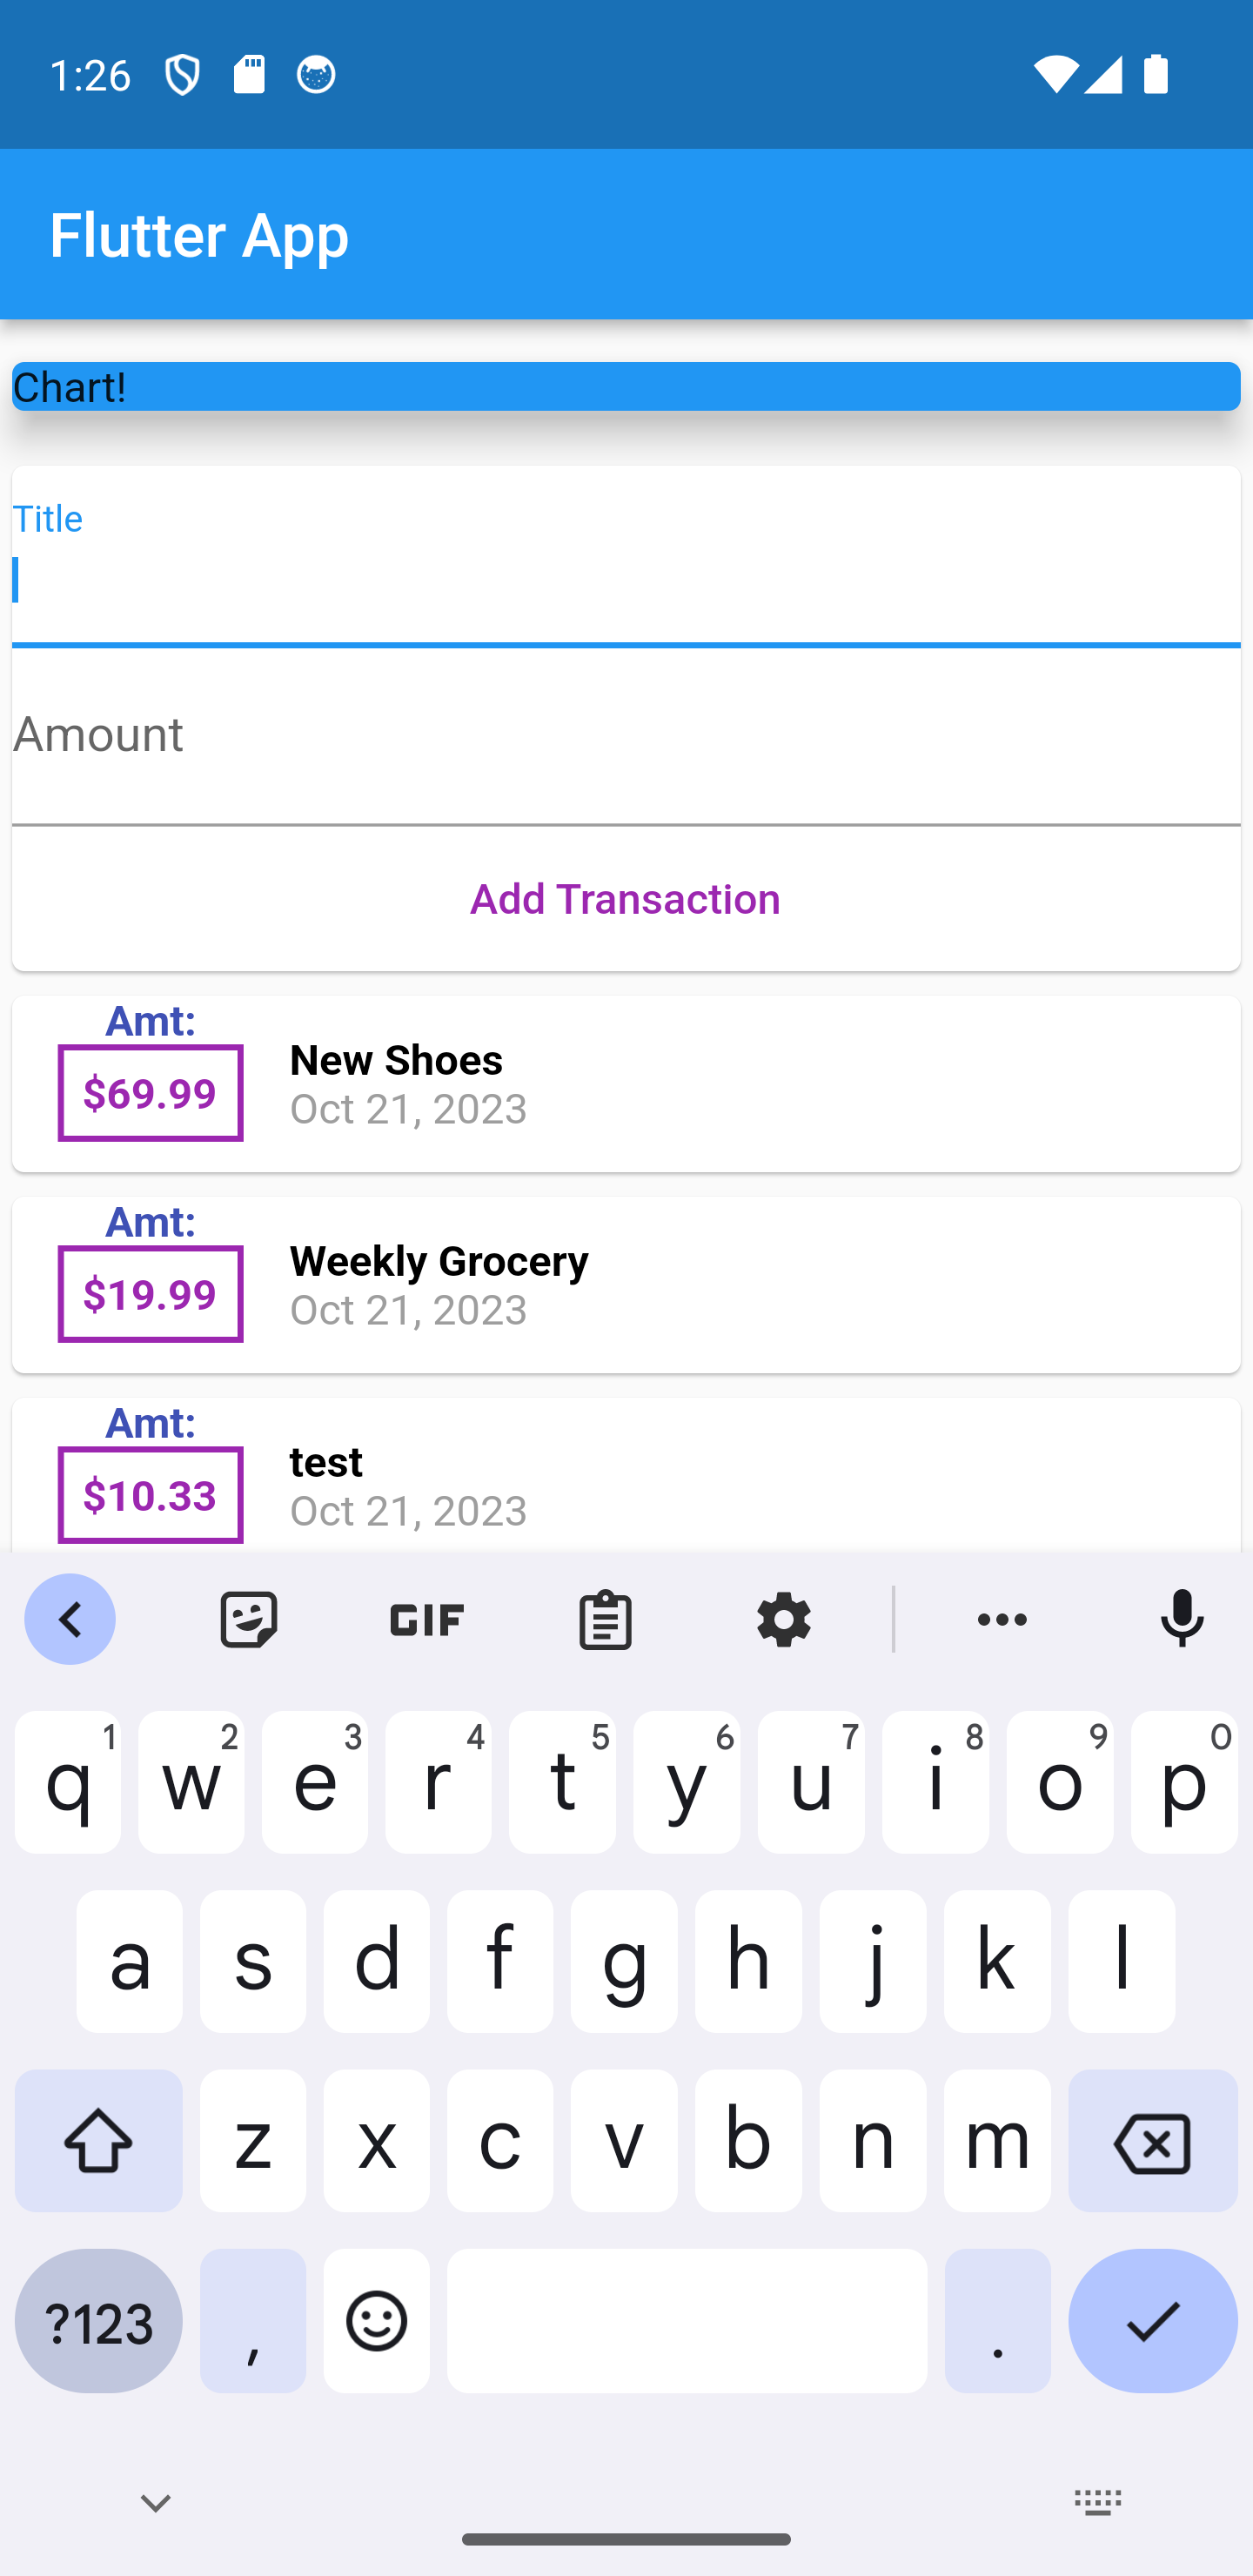 1:26
Flutter App
Chart!
Title
Amount
Add Transaction
Amt:
$69.99
New Shoes
Oct 21, 2023
Amt:
$19.99
Weekly Grocery
Oct 21, 2023
Amt:
$10.33
test
Oct 21, 2023
GIF
q 1 w 2 e 3 r 4 t 5 y 6 u 7 i 8 o 9 p 0
a s d f g h j k l
z x c v b n m
?123 , .